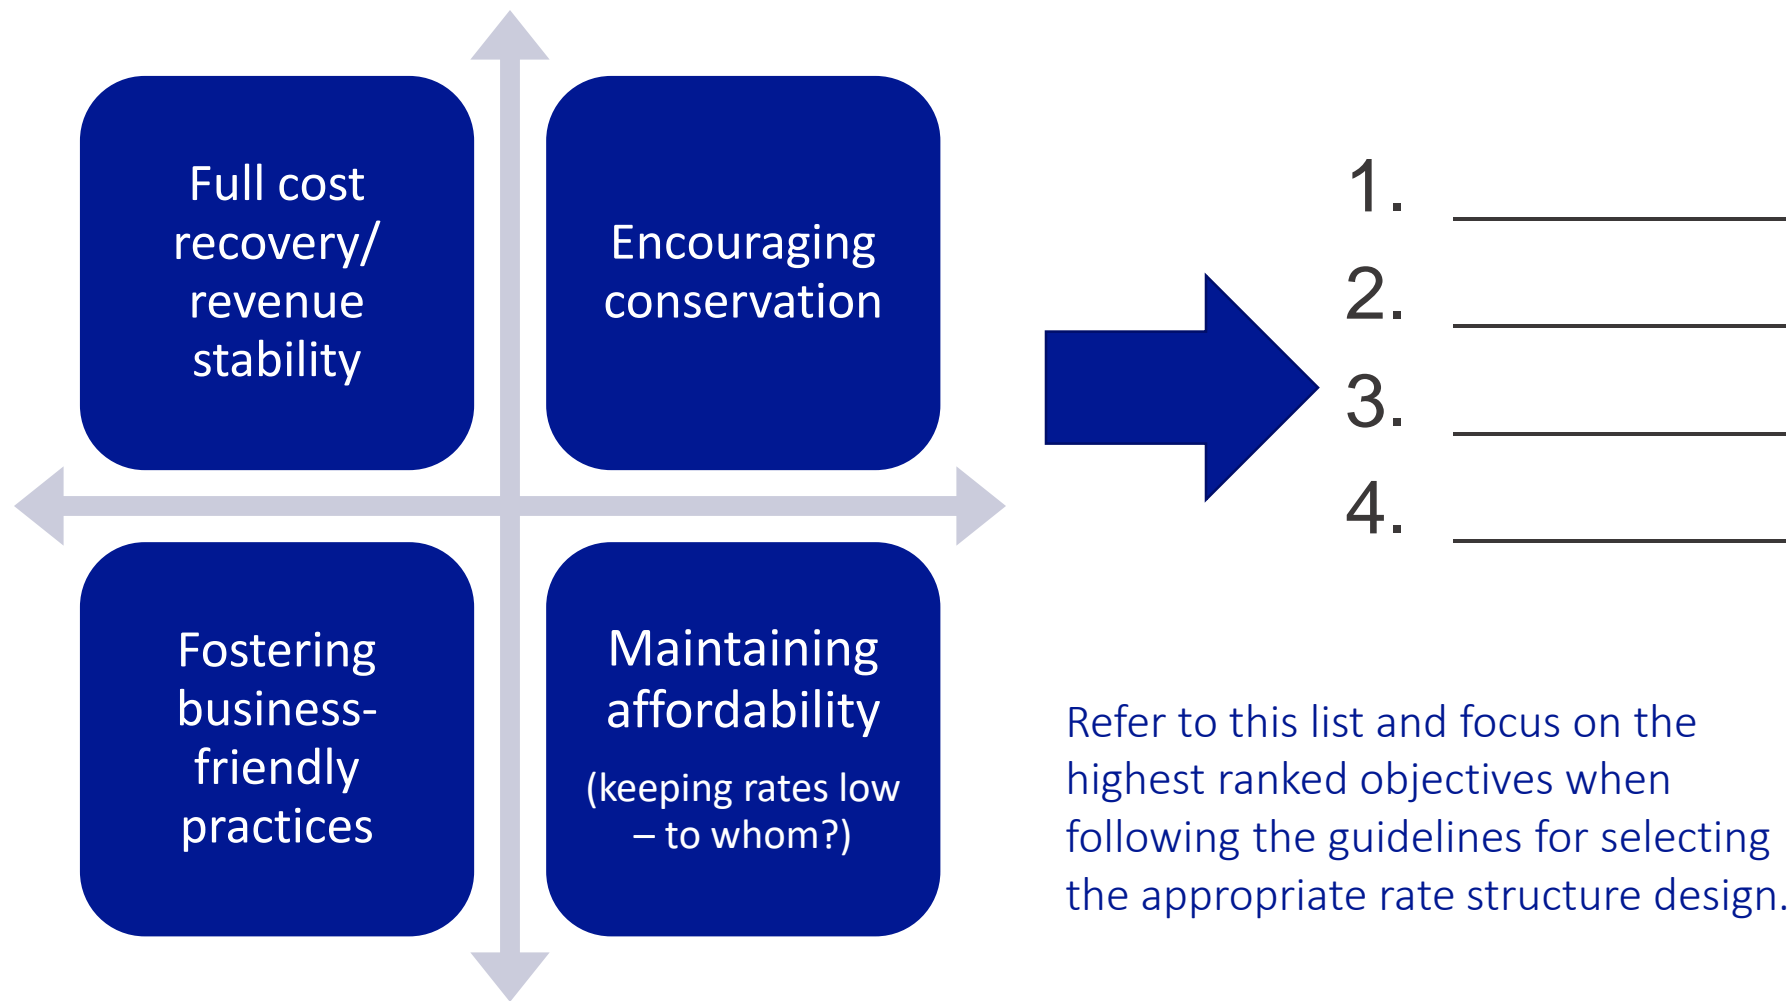 Full cost
recovery/
revenue
stability
Encouraging
conservation
Fostering
business-
friendly
practices
Maintaining
affordability
(keeping rates low
– to whom?)
1.
2.
3.
4.
Refer to this list and focus on the
highest ranked objectives when
following the guidelines for selecting
the appropriate rate structure design.